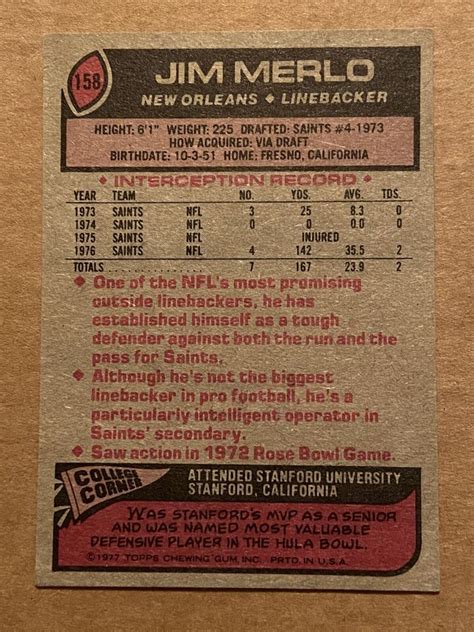 158
JIM MERLO
NEW ORLEANS ◆ LINEBACKER
HEIGHT: 6'1" WEIGHT: 225 DRAFTED: SAINTS #4-1973
HOW ACQUIRED: VIA DRAFT
BIRTHDATE: 10-3-51 HOME: FRESNO, CALIFORNIA
◆ INTERCEPTION RECORD ◆
YEAR TEAM NO. YDS. AVG. TDS.
1973 SAINTS NFL 3 25 8.3 0
1974 SAINTS NFL 0 0 0.0 0
1975 SAINTS NFL INJURED
1976 SAINTS NFL 4 142 35.5 2
TOTALS 7 167 23.9 2
◆ One of the NFL's most promising
outside linebackers, he has
established himself as a tough
defender against both the run and the
pass for Saints.
◆ Although he's not the biggest
linebacker in pro football, he's a
particularly intelligent operator in
Saints' secondary.
◆ Saw action in 1972 Rose Bowl Game.
COLLEGE
CORNER
ATTENDED STANFORD UNIVERSITY
STANFORD, CALIFORNIA
WAS STANFORD'S MVP AS A SENIOR
AND WAS NAMED MOST VALUABLE
DEFENSIVE PLAYER IN THE HULA BOWL.
©1977 TOPPS CHEWING GUM, INC. PRTD. IN U.S.A.